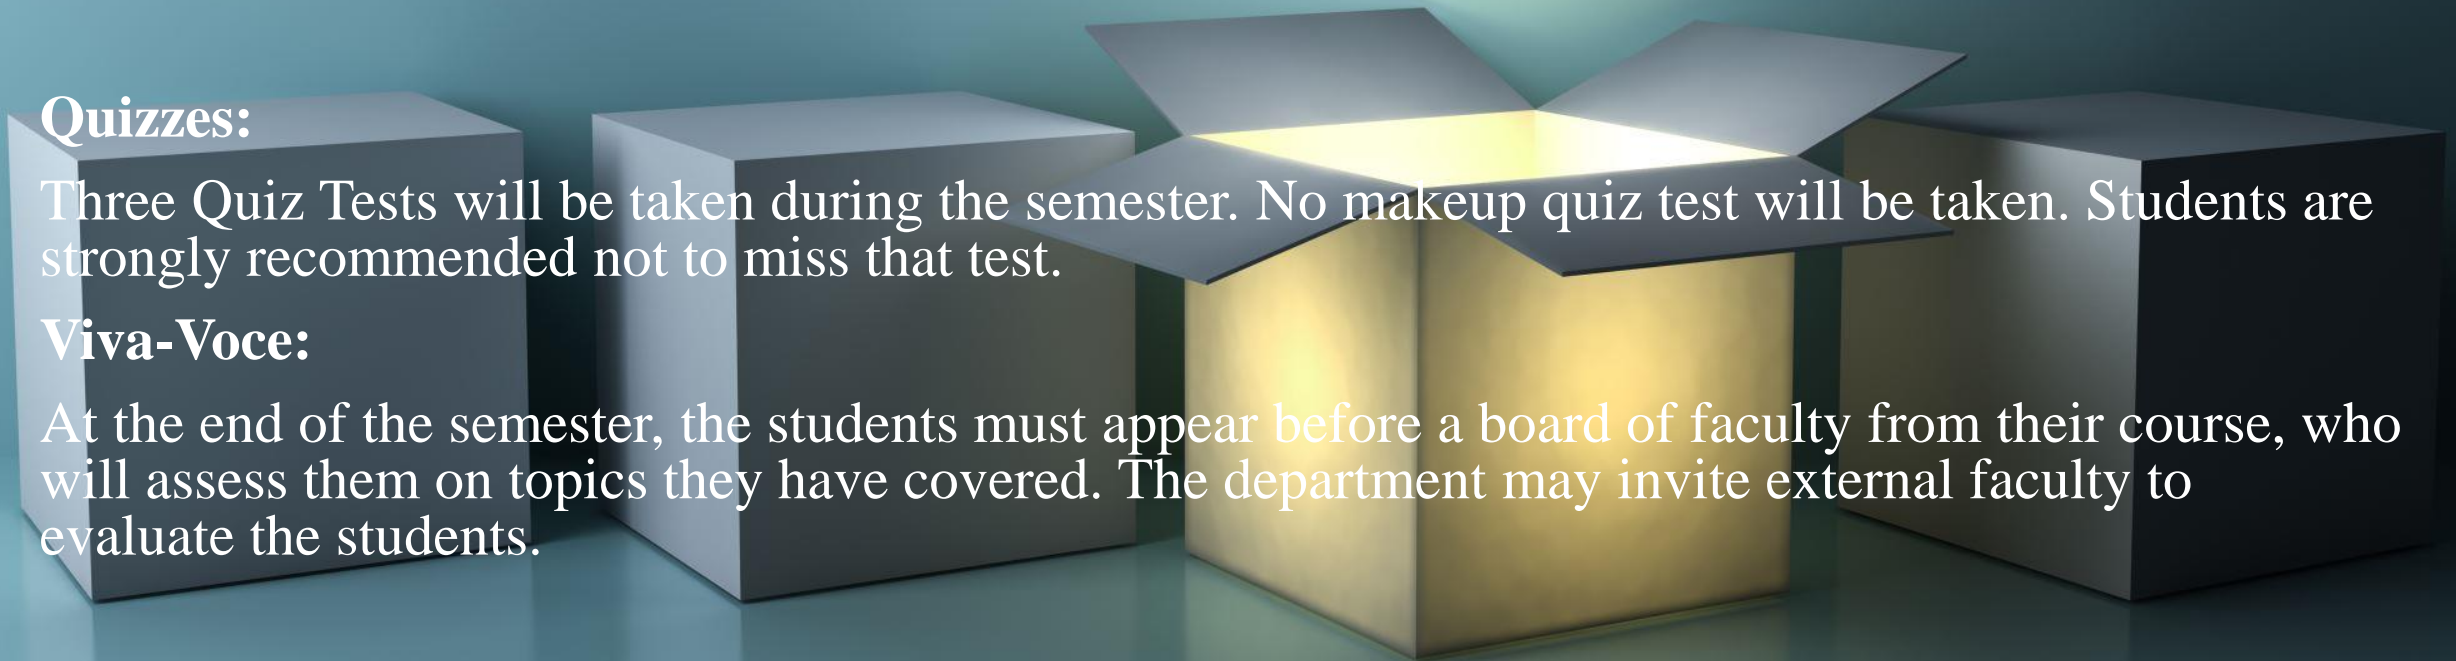 Quizzes:
Three Quiz Tests will be taken during the semester. No makeup quiz test will be taken. Students are
strongly recommended not to miss that test.
Viva-Voce:
At the end of the semester, the students must appear before a board of faculty from their course, who
will assess them on topics they have covered. The department may invite external faculty to
evaluate the students.